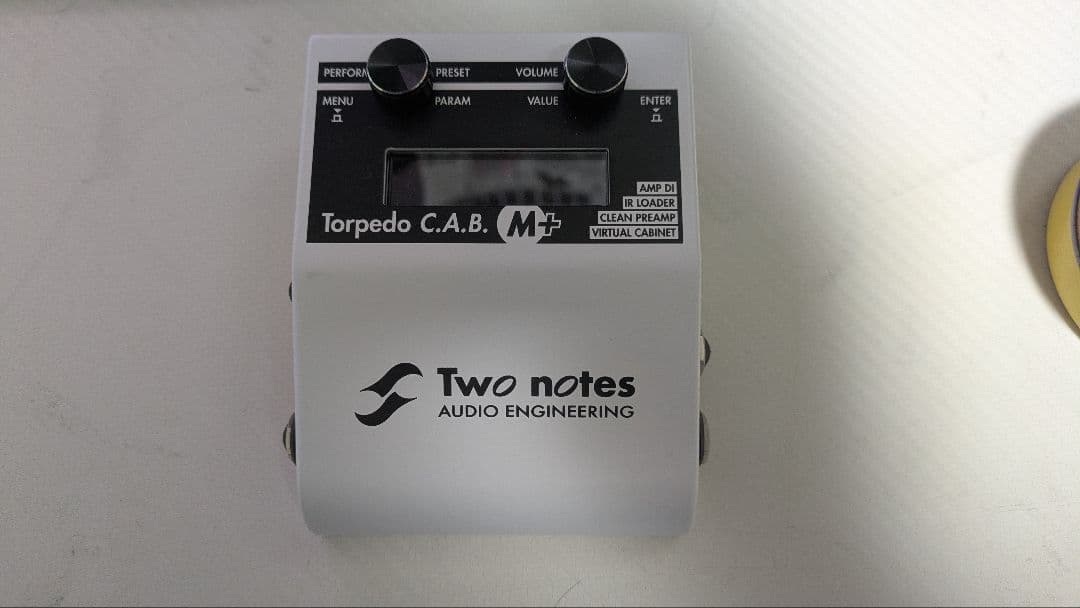 PERFORM PRESET VOLUME
MENU PARAM VALUE ENTER
AMP DI
IR LOADER
CLEAN PREAMP
VIRTUAL CABINET
Torpedo C.A.B. M+
Two notes
AUDIO ENGINEERING